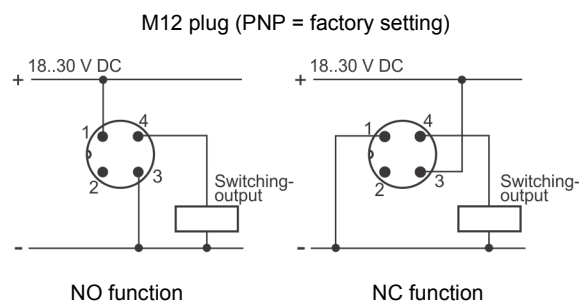 M12 plug (PNP = factory setting)
18..30 V DC
+
1
4
2
3
Switching-
output
-
NO function
18..30 V DC
+
1
4
2
3
Switching-
output
-
NC function